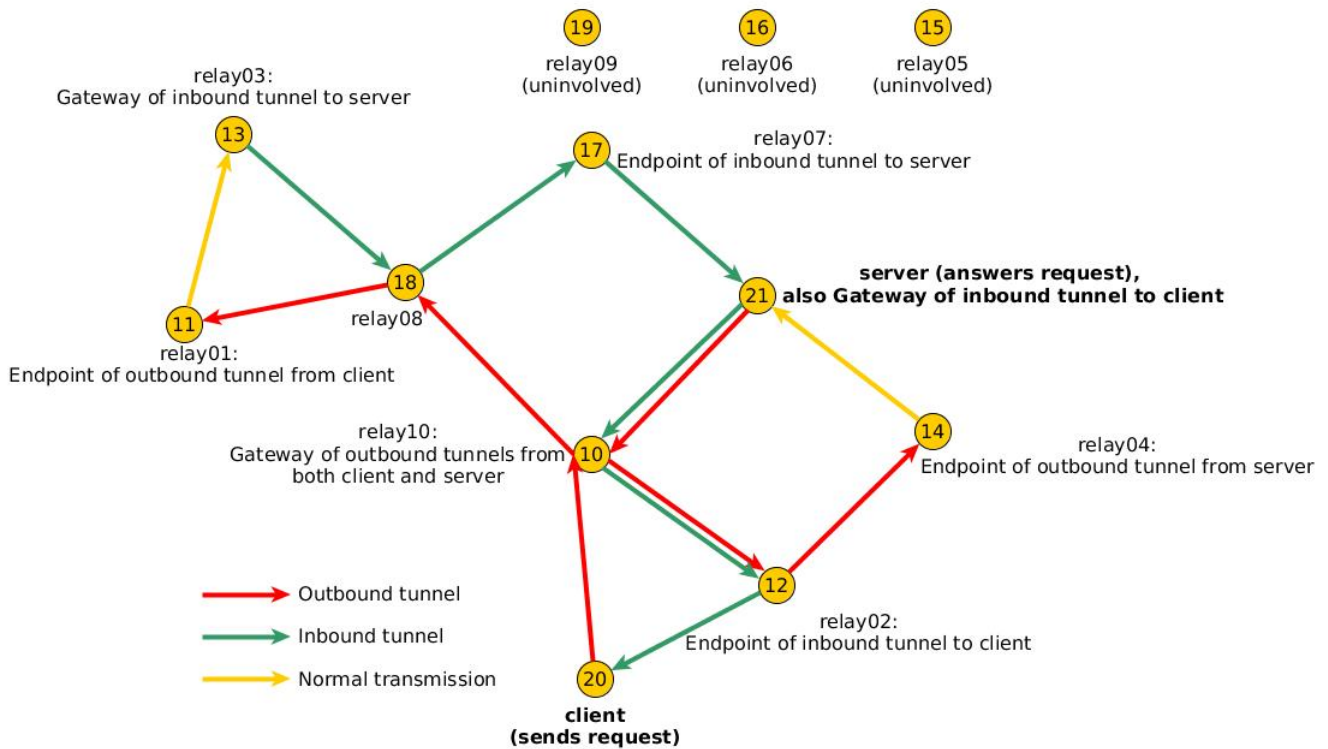 19
16
15
relay09
(uninvolved)
relay06
(uninvolved)
relay05
(uninvolved)
relay03:
Gateway of inbound tunnel to server
13
17
relay07:
Endpoint of inbound tunnel to server
18
relay08
21
server (answers request),
also Gateway of inbound tunnel to client
11
relay01:
Endpoint of outbound tunnel from client
relay10:
Gateway of outbound tunnels from
both client and server
10
14
relay04:
Endpoint of outbound tunnel from server
12
relay02:
Endpoint of inbound tunnel to client
Outbound tunnel
Inbound tunnel
Normal transmission
20
client
(sends request)